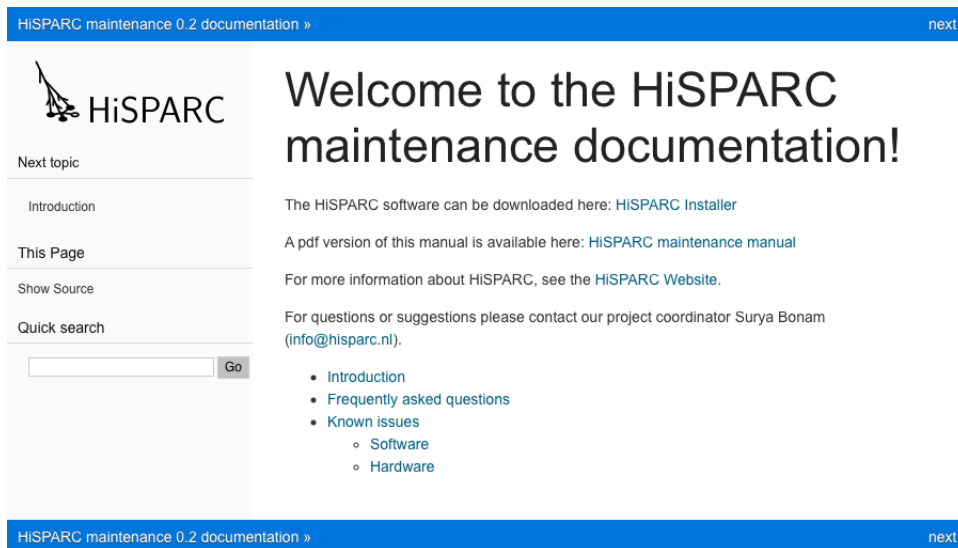 HiSPARC maintenance 0.2 documentation »
next
HiSPARC
Next topic
Introduction
This Page
Show Source
Quick search
Go
Welcome to the HiSPARC
maintenance documentation!
The HiSPARC software can be downloaded here: HiSPARC Installer
A pdf version of this manual is available here: HiSPARC maintenance manual
For more information about HiSPARC, see the HiSPARC Website.
For questions or suggestions please contact our project coordinator Surya Bonam
(info@hisparc.nl).
• Introduction
• Frequently asked questions
• Known issues
◦ Software
◦ Hardware
HiSPARC maintenance 0.2 documentation »
next